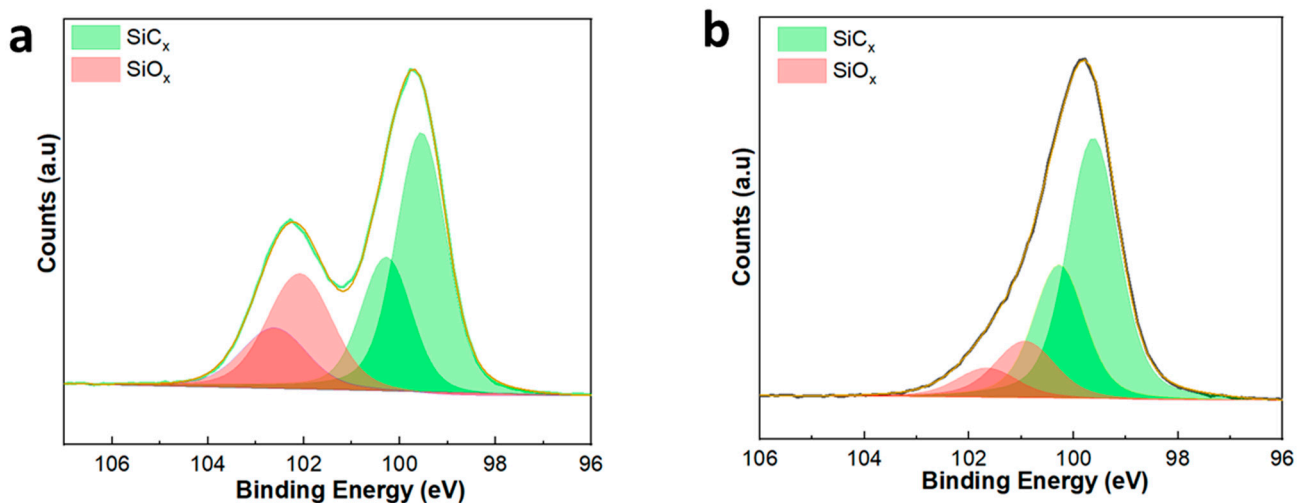 a
SiCₓ
SiOₓ
Counts (a.u)
106 104 102 100 98 96
Binding Energy (eV)
b
SiCₓ
SiOₓ
Counts (a.u)
106 104 102 100 98 96
Binding Energy (eV)